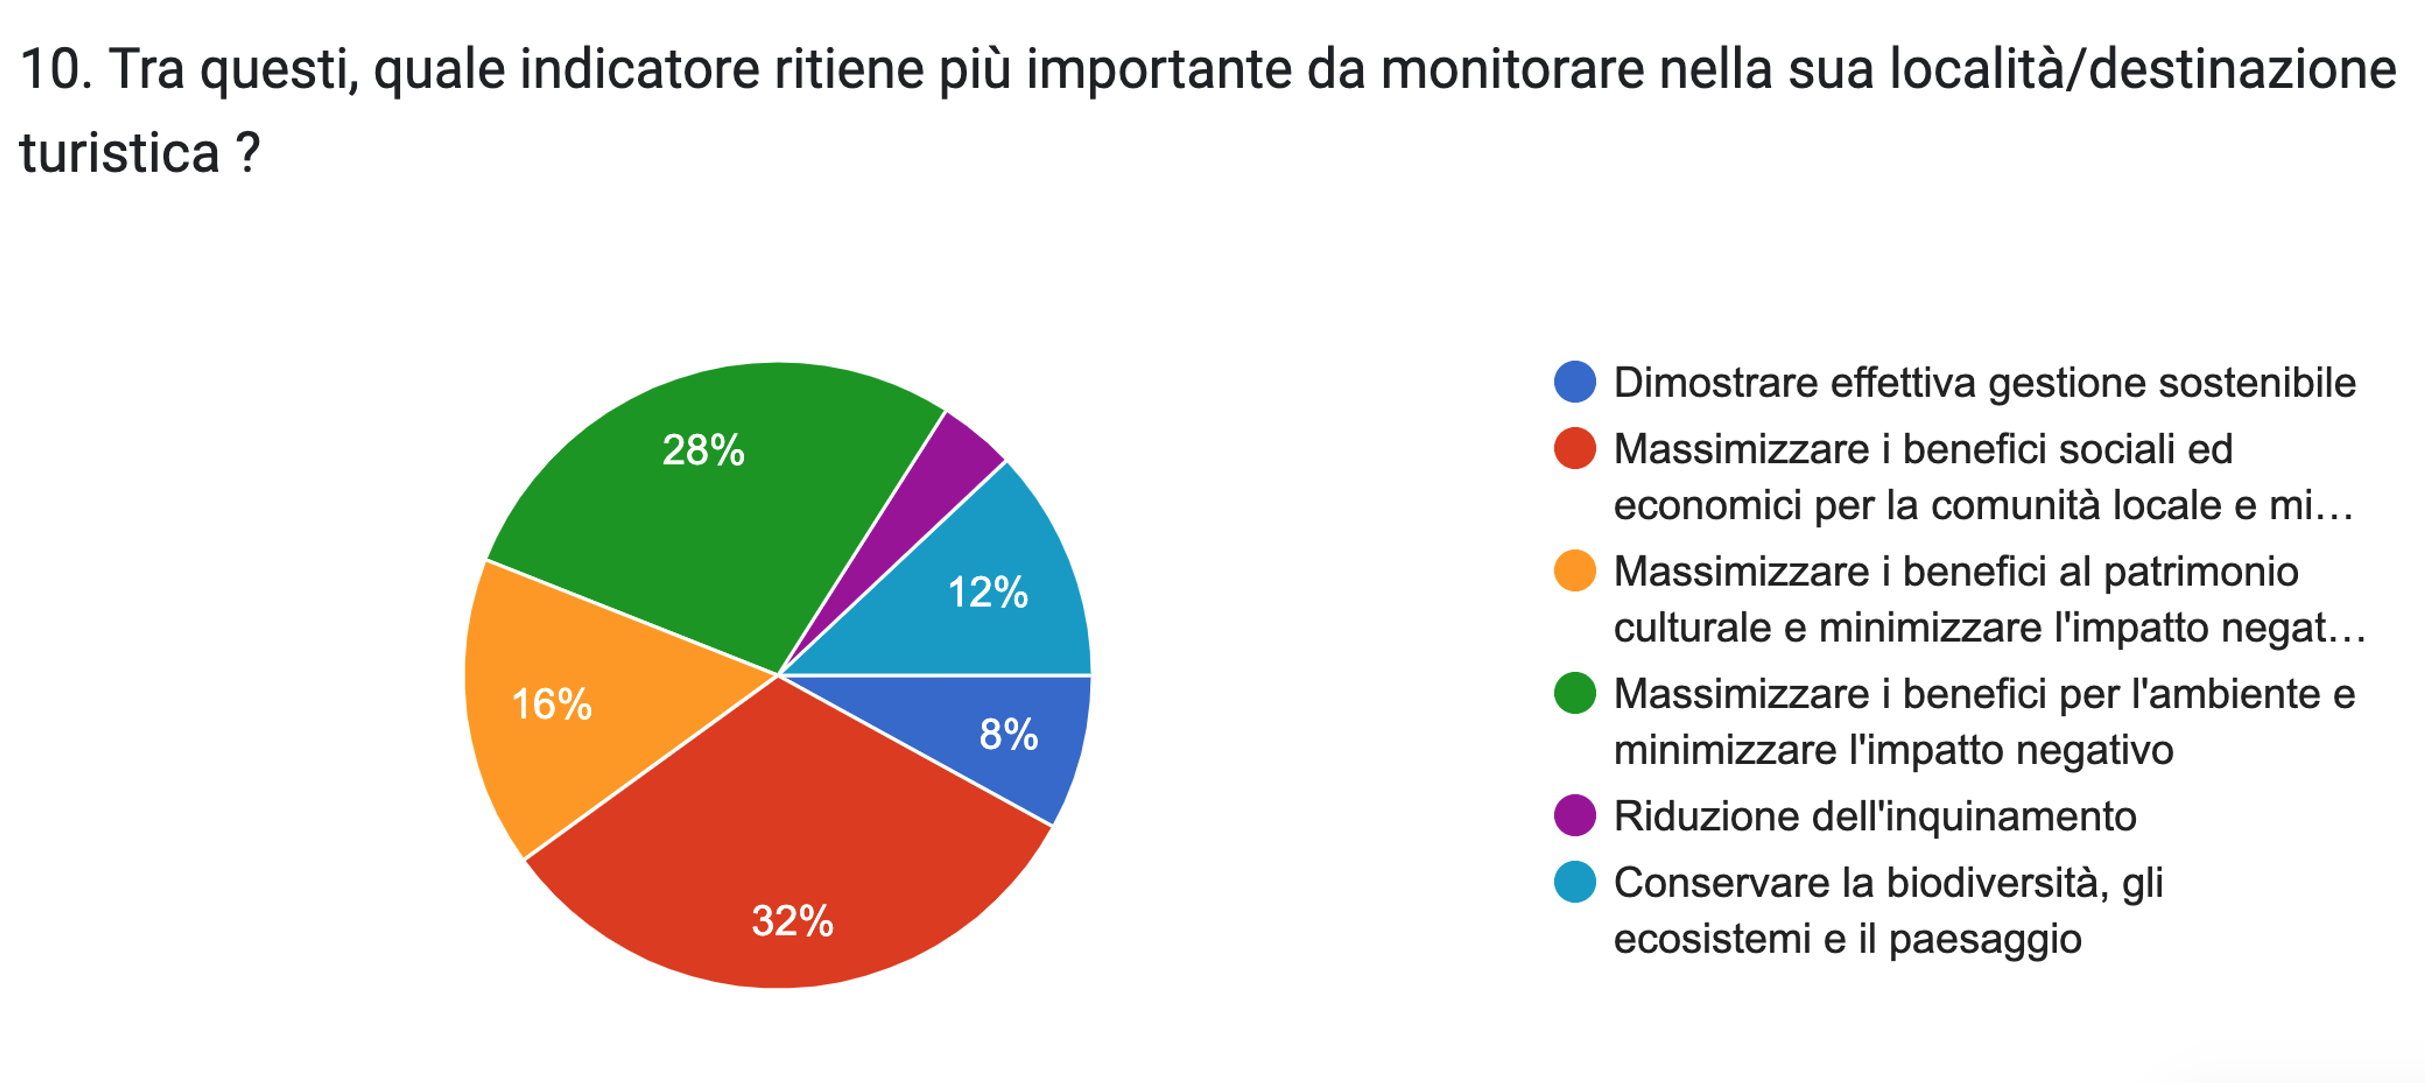 10. Tra questi, quale indicatore ritiene più importante da monitorare nella sua località/destinazione
turistica ?
28%
12%
16%
8%
32%
Dimostrare effettiva gestione sostenibile
Massimizzare i benefici sociali ed
economici per la comunità locale e mi…
Massimizzare i benefici al patrimonio
culturale e minimizzare l'impatto negat…
Massimizzare i benefici per l'ambiente e
minimizzare l'impatto negativo
Riduzione dell'inquinamento
Conservare la biodiversità, gli
ecosistemi e il paesaggio